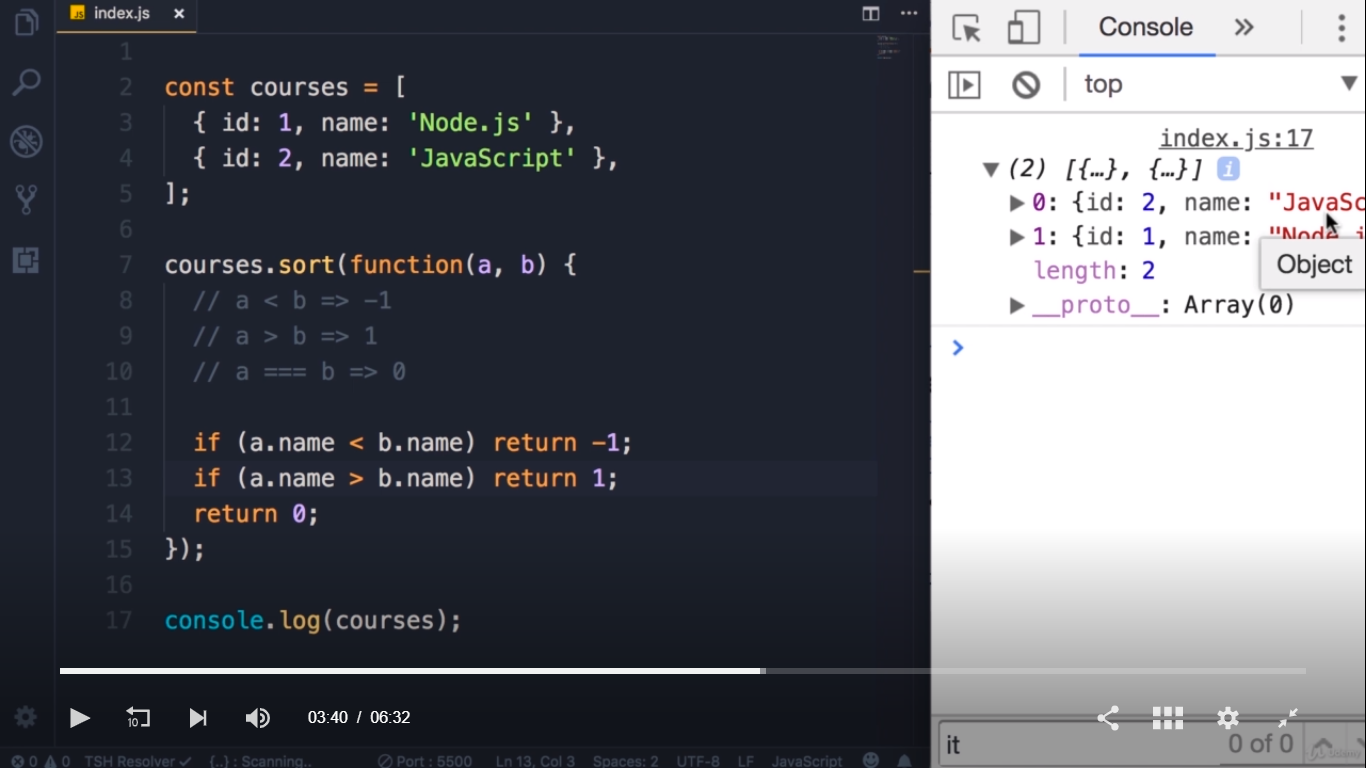 index.js ×
1
2 const courses = [
3 { id: 1, name: 'Node.js' },
4 { id: 2, name: 'JavaScript' },
5 ];
6
7 courses.sort(function(a, b) {
8 // a < b => -1
9 // a > b => 1
10 // a === b => 0
11
12 if (a.name < b.name) return -1;
13 if (a.name > b.name) return 1;
14 return 0;
15 });
16
17 console.log(courses);
03:40 / 06:32
0 0 TSH Resolver {..} : Scanning.. Port : 5500 Ln 13, Col 3 Spaces: 2 UTF-8 LF JavaScript
Console
top
index.js:17
(2) [{…}, {…}] i
0: {id: 2, name: "JavaSc
1: {id: 1, name: "Node.j
length: 2
Object
__proto__: Array(0)
it 0 of 0